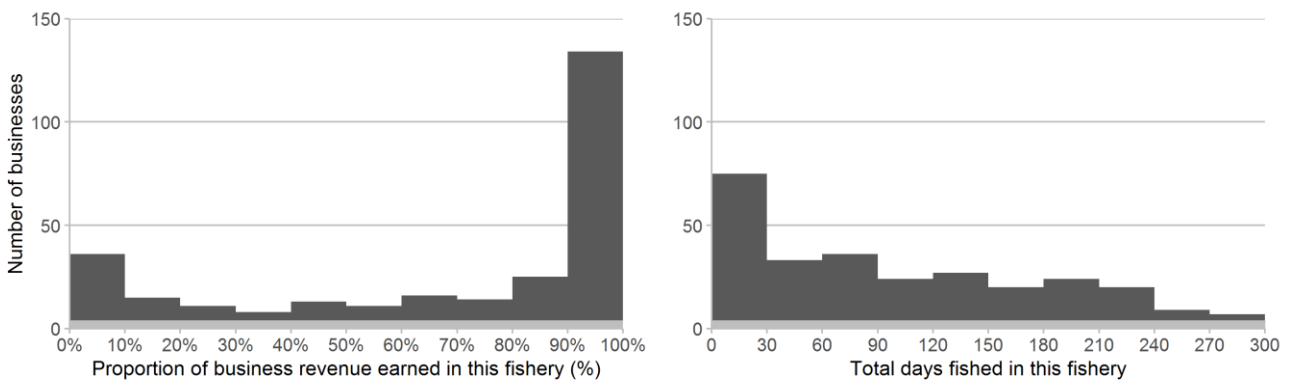 Number of businesses
150
100
50
0
0% 10% 20% 30% 40% 50% 60% 70% 80% 90% 100%
Proportion of business revenue earned in this fishery (%)
150
100
50
0
0 30 60 90 120 150 180 210 240 270 300
Total days fished in this fishery